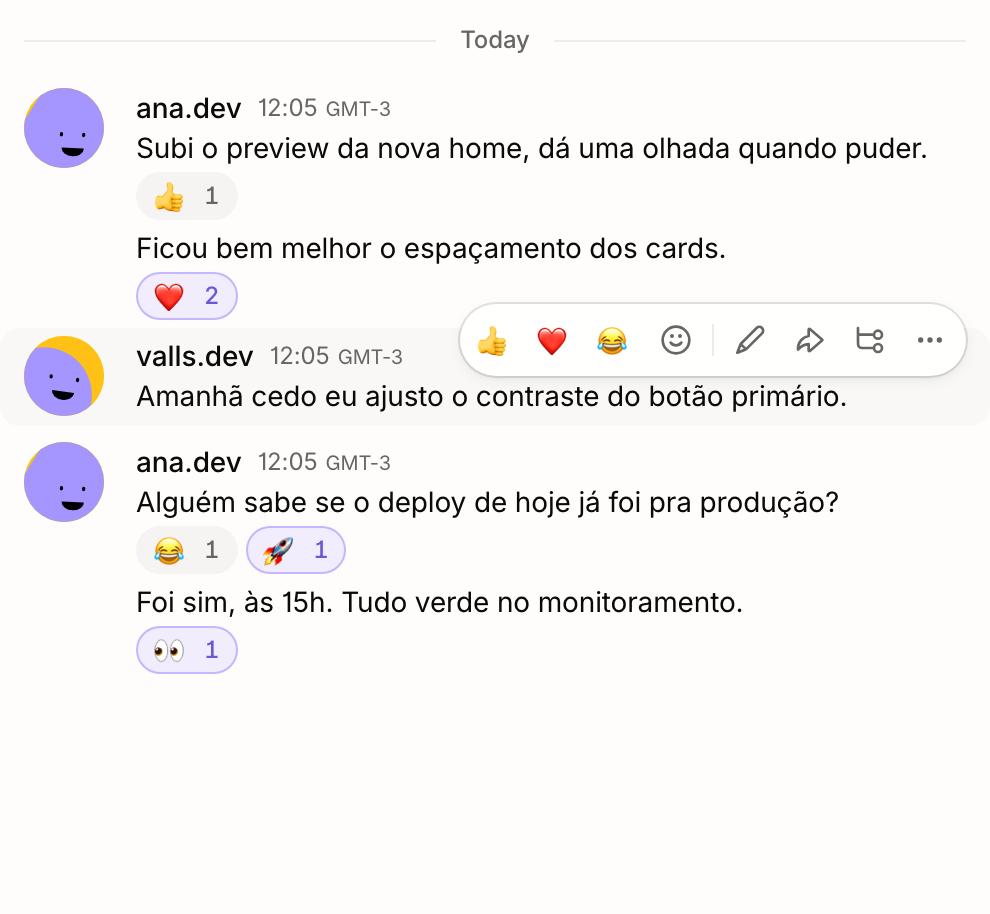 Today
ana.dev 12:05 GMT-3
Subi o preview da nova home, dá uma olhada quando puder.
👍 1
Ficou bem melhor o espaçamento dos cards.
❤️ 2
valls.dev 12:05 GMT-3
Amanhã cedo eu ajusto o contraste do botão primário.
ana.dev 12:05 GMT-3
Alguém sabe se o deploy de hoje já foi pra produção?
😂 1 🚀 1
Foi sim, às 15h. Tudo verde no monitoramento.
👀 1